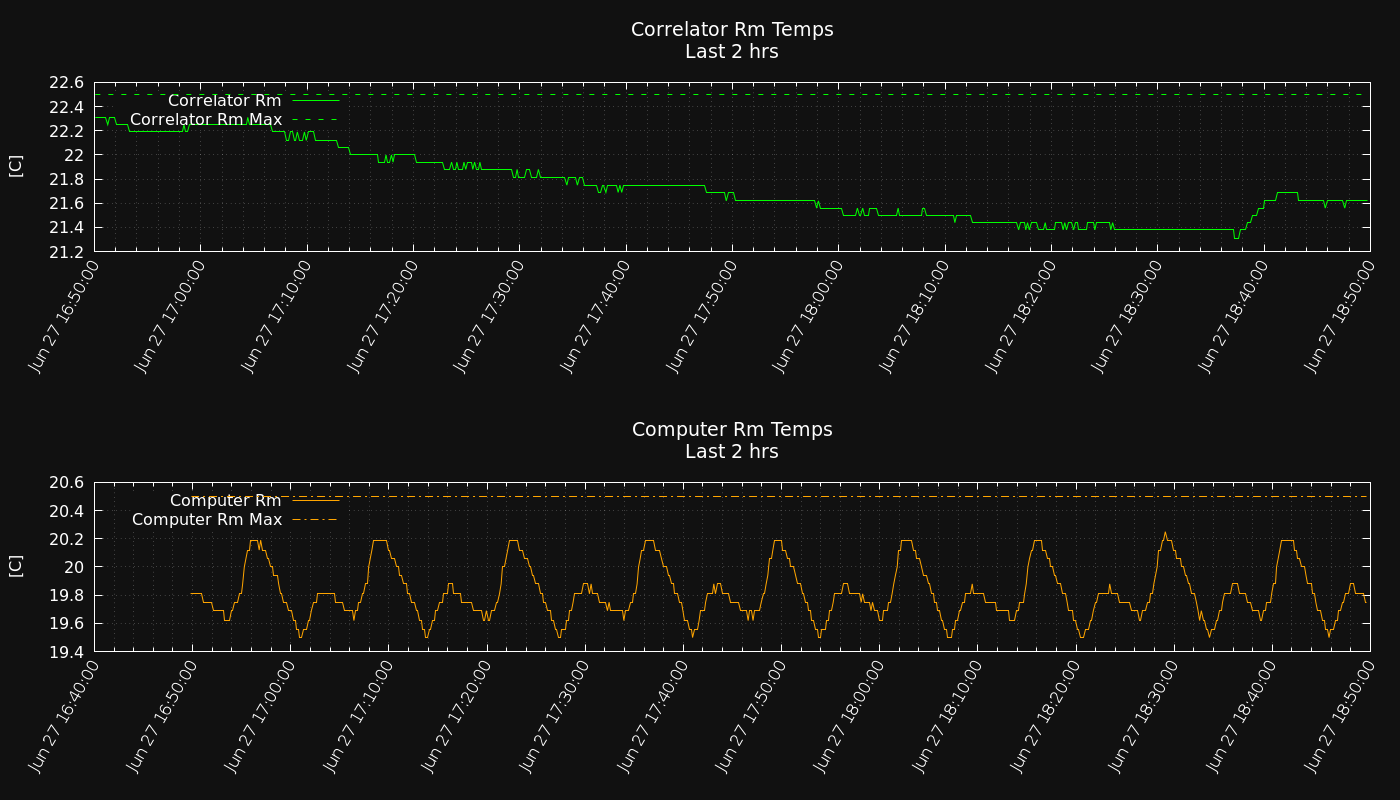 Correlator Rm Temps
Last 2 hrs
22.6
22.4
22.2
22
21.8
21.6
21.4
21.2
[C]
Correlator Rm
Correlator Rm Max
Jun 27 16:50:00
Jun 27 17:00:00
Jun 27 17:10:00
Jun 27 17:20:00
Jun 27 17:30:00
Jun 27 17:40:00
Jun 27 17:50:00
Jun 27 18:00:00
Jun 27 18:10:00
Jun 27 18:20:00
Jun 27 18:30:00
Jun 27 18:40:00
Jun 27 18:50:00
Computer Rm Temps
Last 2 hrs
20.6
20.4
20.2
20
19.8
19.6
19.4
[C]
Computer Rm
Computer Rm Max
Jun 27 16:40:00
Jun 27 16:50:00
Jun 27 17:00:00
Jun 27 17:10:00
Jun 27 17:20:00
Jun 27 17:30:00
Jun 27 17:40:00
Jun 27 17:50:00
Jun 27 18:00:00
Jun 27 18:10:00
Jun 27 18:20:00
Jun 27 18:30:00
Jun 27 18:40:00
Jun 27 18:50:00